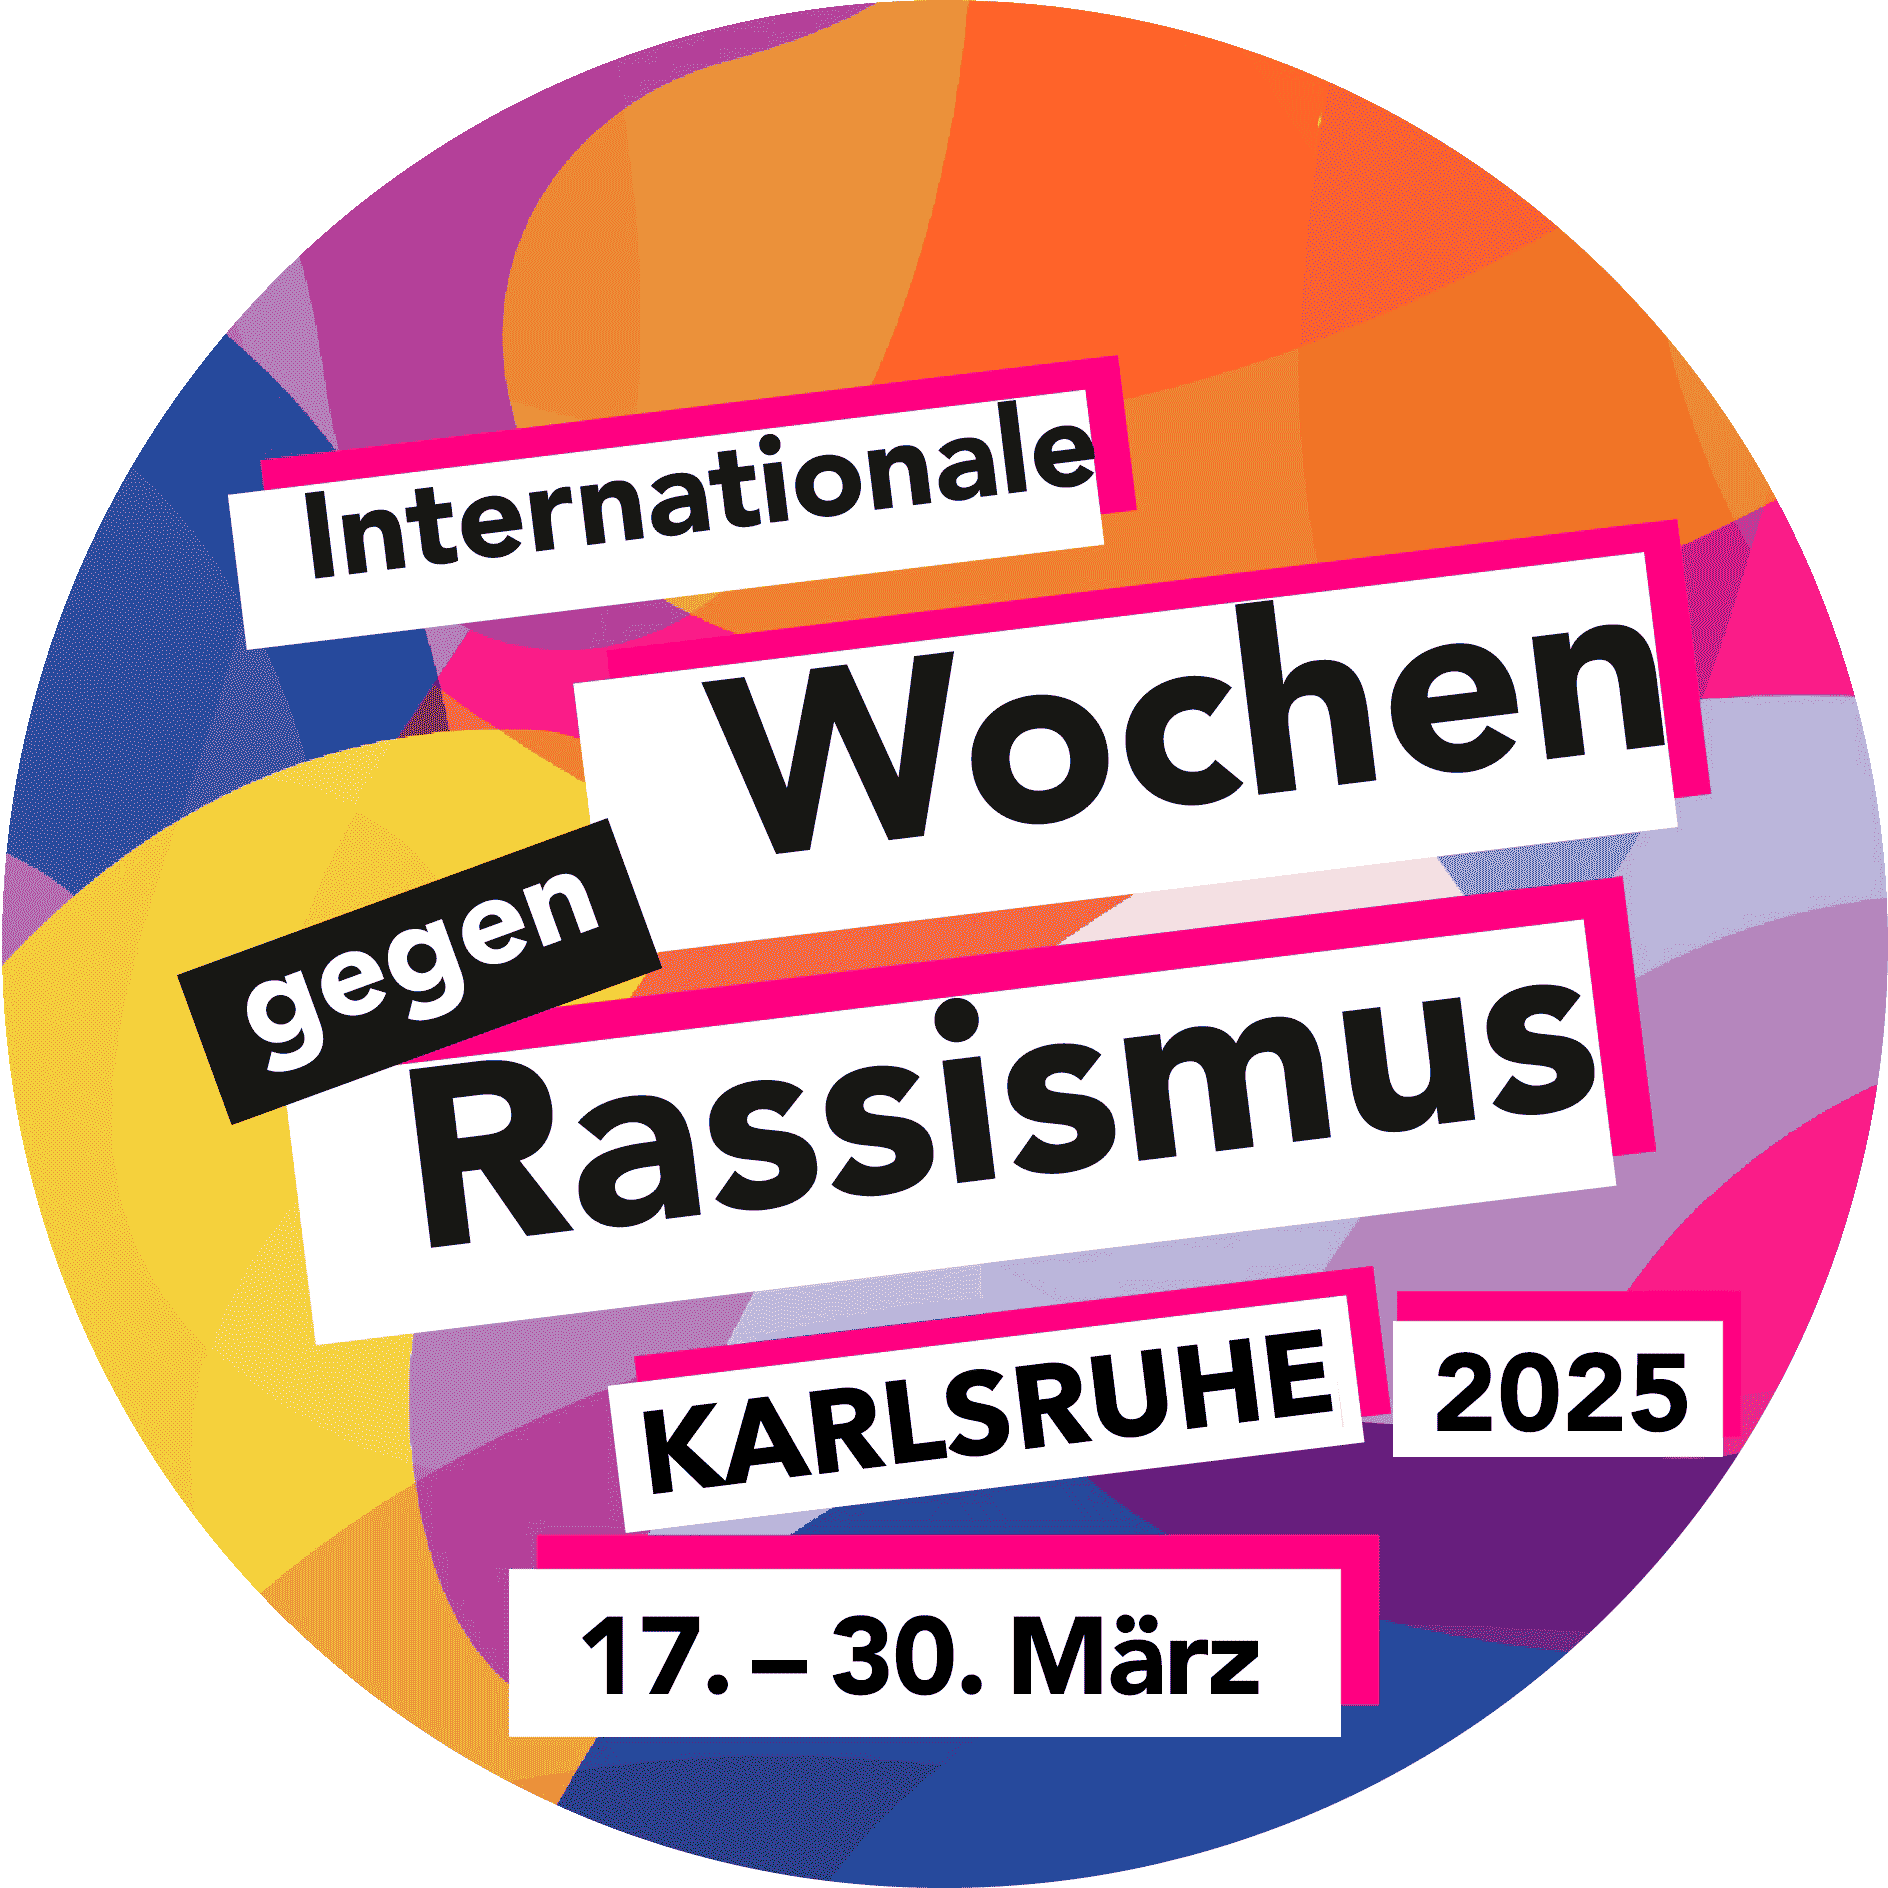 Internationale
Wochen
gegen
Rassismus
KARLSRUHE
2025
17. – 30. März